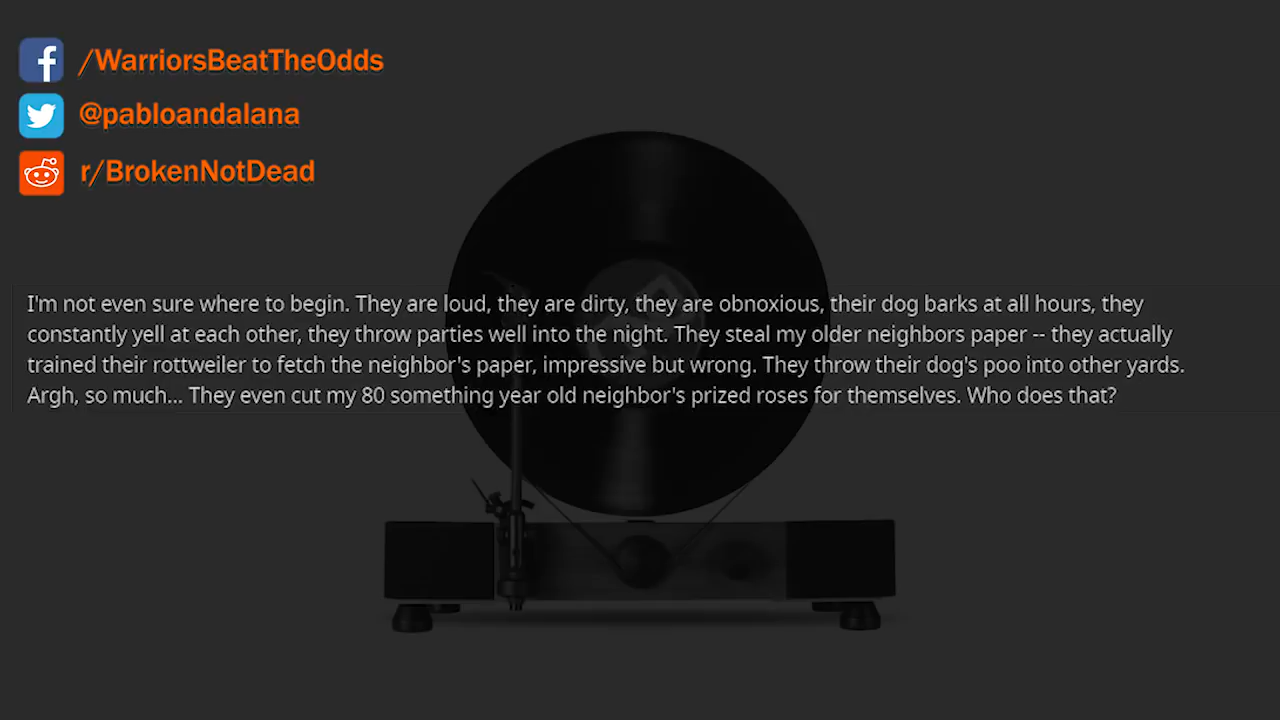 /WarriorsBeatTheOdds
@pabloandalana
r/BrokenNotDead
I'm not even sure where to begin. They are loud, they are dirty, they are obnoxious, their dog barks at all hours, they
constantly yell at each other, they throw parties well into the night. They steal my older neighbors paper -- they actually
trained their rottweiler to fetch the neighbor's paper, impressive but wrong. They throw their dog's poo into other yards.
Argh, so much... They even cut my 80 something year old neighbor's prized roses for themselves. Who does that?